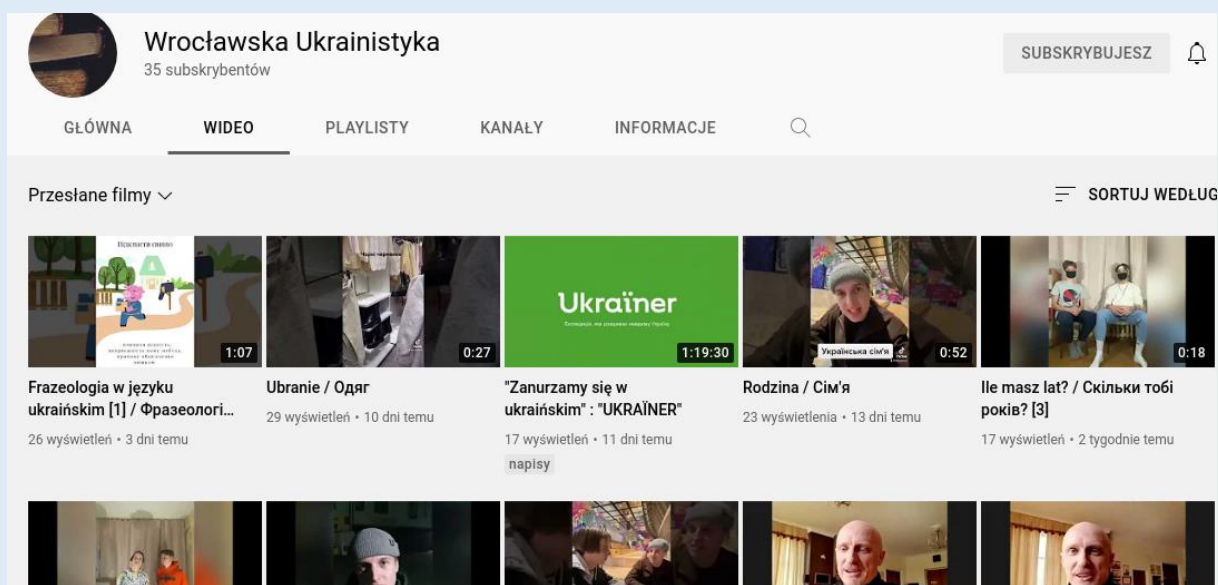 Wrocławska Ukrainistyka
35 subskrybentów
SUBSKRYBUJESZ
GŁÓWNA WIDEO PLAYLISTY KANAŁY INFORMACJE
Przesłane filmy
SORTUJ WEDŁUG
1:07
0:27
Ukraïner
1:19:30
Українська сім'я
0:52
0:18
Frazeologia w języku
ukraińskim [1] / Фразеологі...
26 wyświetleń • 3 dni temu
Ubranie / Одяг
29 wyświetleń • 10 dni temu
"Zanurzamy się w
ukraińskim" : "UKRAÏNER"
17 wyświetleń • 11 dni temu
napisy
Rodzina / Сім'я
23 wyświetlenia • 13 dni temu
Ile masz lat? / Скільки тобі
років? [3]
17 wyświetleń • 2 tygodnie temu